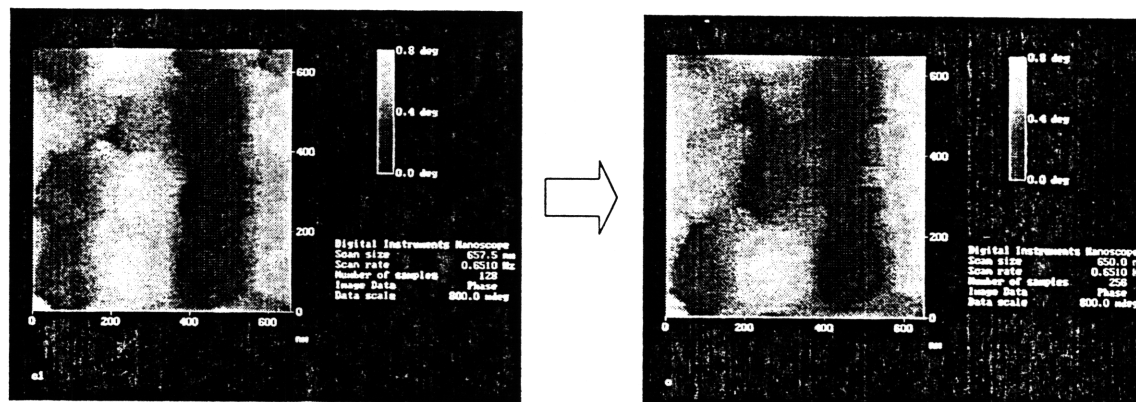 0.8 deg
600
0.4 deg
400
0.0 deg
200
Digital Instruments Nanoscope
Scan size 657.5 nm
Scan rate 0.6510 Hz
Number of samples 128
Image Data Phase
Data scale 800.0 mdeg
0
0 200 400 600
nm
c1
0.8
600
0.4 deg
400
0.0 deg
200
Digital Instruments Nanoscope
Scan size 650.0 n
Scan rate 0.6510 H
Number of samples 256
Image Data Phase
Data scale 800.0 mdeg
0
0 200 400 600
nm